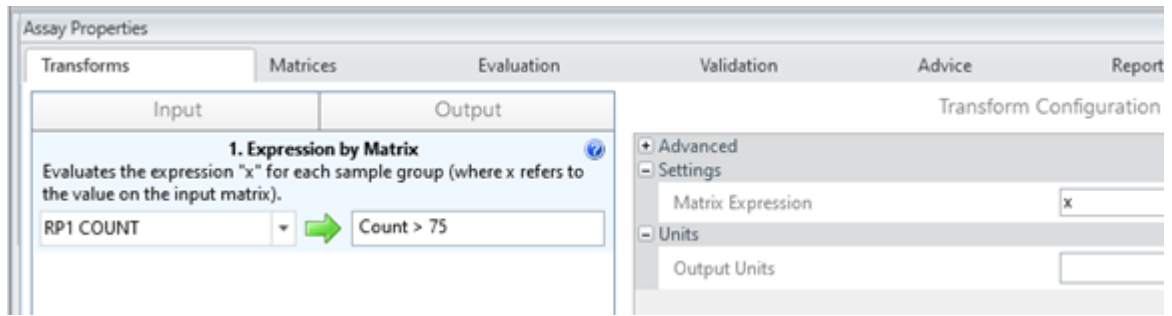 Assay Properties
Transforms Matrices Evaluation Validation Advice Report
Input Output
Transform Configuration
1. Expression by Matrix
Evaluates the expression "x" for each sample group (where x refers to
the value on the input matrix).
RP1 COUNT Count > 75
Advanced
Settings
Matrix Expression x
Units
Output Units